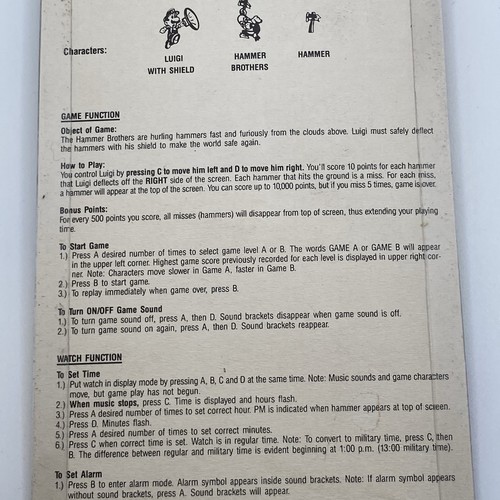 Characters:
LUIGI
WITH SHIELD
HAMMER
BROTHERS
HAMMER
GAME FUNCTION
Object of Game:
The Hammer Brothers are hurling hammers fast and furiously from the clouds above. Luigi must safely deflect
the hammers with his shield to make the world safe again.
How to Play:
You control Luigi by pressing C to move him left and D to move him right. You'll score 10 points for each hammer
that Luigi deflects off the RIGHT side of the screen. Each hammer that hits the ground is a miss. For each miss,
a hammer will appear at the top of the screen. You can score up to 10,000 points, but if you miss 5 times, game is over.
Bonus Points:
For every 500 points you score, all misses (hammers) will disappear from top of screen, thus extending your playing
time.
To Start Game
1.) Press A desired number of times to select game level A or B. The words GAME A or GAME B will appear
in the upper left corner. Highest game score previously recorded for each level is displayed in upper right cor-
ner. Note: Characters move slower in Game A, faster in Game B.
2.) Press B to start game.
3.) To replay immediately when game over, press B.
To Turn ON/OFF Game Sound
1.) To turn game sound off, press A, then D. Sound brackets disappear when game sound is off.
2.) To turn game sound on again, press A, then D. Sound brackets reappear.
WATCH FUNCTION
To Set Time
1.) Put watch in display mode by pressing A, B, C and D at the same time. Note: Music sounds and game characters
move, but game play has not begun.
2.) When music stops, press C. Time is displayed and hours flash.
3.) Press A desired number of times to set correct hour. PM is indicated when hammer appears at top of screen.
4.) Press D. Minutes flash.
5.) Press A desired number of times to set correct minutes.
6.) Press C when correct time is set. Watch is in regular time. Note: To convert to military time, press C, then
B. The difference between regular and military time is evident beginning at 1:00 p.m. (13:00 military time).
To Set Alarm
1.) Press B to enter alarm mode. Alarm symbol appears inside sound brackets. Note: If alarm symbol appears
without sound brackets, press A. Sound brackets will appear.